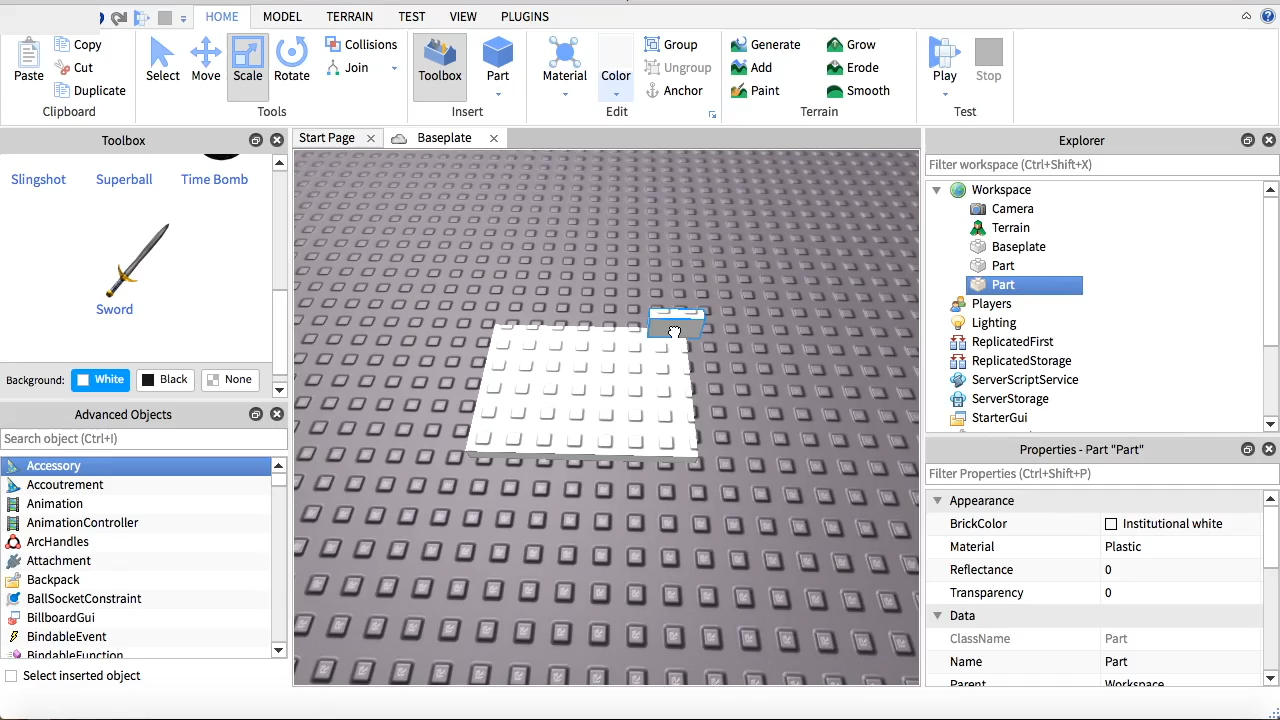 HOME MODEL TERRAIN TEST VIEW PLUGINS
Paste
Copy
Cut
Duplicate
Clipboard
Select
Move
Scale
Rotate
Collisions
Join
Tools
Toolbox
Part
Insert
Material
Color
Group
Ungroup
Anchor
Edit
Generate
Add
Paint
Grow
Erode
Smooth
Terrain
Play
Stop
Test
Toolbox
Slingshot Superball Time Bomb
Sword
Background: White Black None
Advanced Objects
Search object (Ctrl+I)
Accessory
Accoutrement
Animation
AnimationController
ArcHandles
Attachment
Backpack
BallSocketConstraint
BillboardGui
BindableEvent
BindableFunction
Select inserted object
Start Page Baseplate
Explorer
Filter workspace (Ctrl+Shift+X)
Workspace
Camera
Terrain
Baseplate
Part
Part
Players
Lighting
ReplicatedFirst
ReplicatedStorage
ServerScriptService
ServerStorage
StarterGui
Properties - Part "Part"
Filter Properties (Ctrl+Shift+P)
Appearance
BrickColor Institutional white
Material Plastic
Reflectance 0
Transparency 0
Data
ClassName Part
Name Part
Parent Workspace